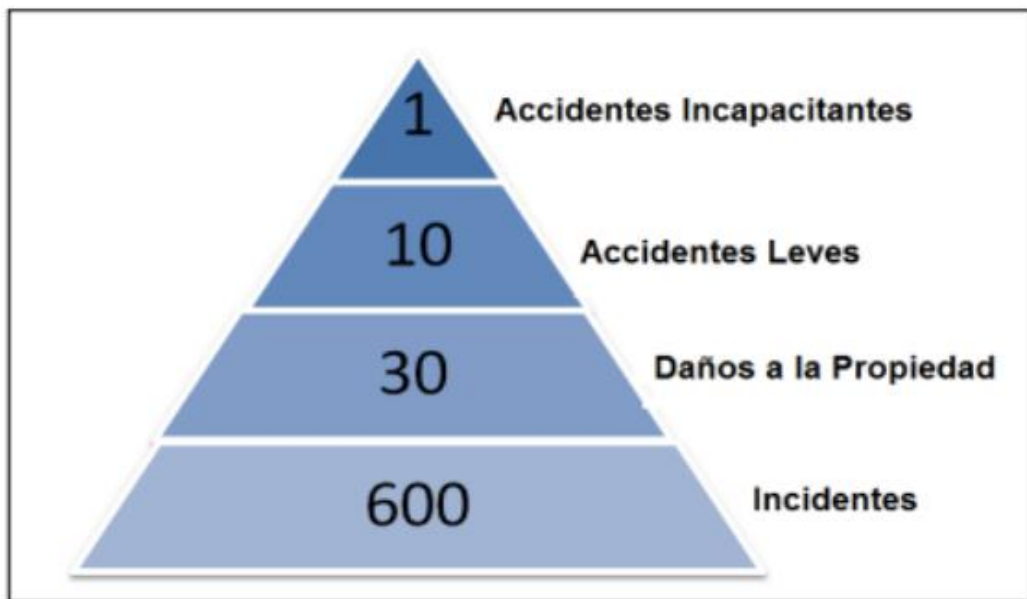 1
Accidentes Incapacitantes
10
Accidentes Leves
30
Daños a la Propiedad
600
Incidentes